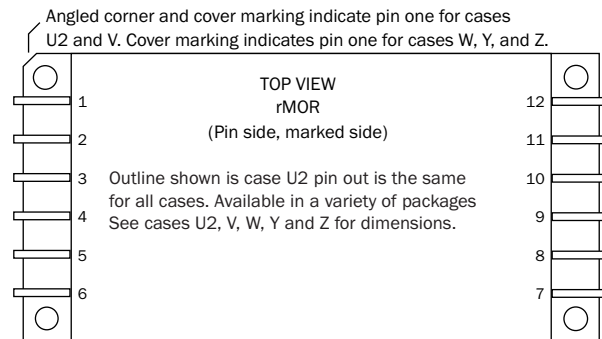 Angled corner and cover marking indicate pin one for cases
U2 and V. Cover marking indicates pin one for cases W, Y, and Z.
TOP VIEW
rMOR
(Pin side, marked side)
1
12
2
11
3
Outline shown is case U2 pin out is the same
10
for all cases. Available in a variety of packages
4
See cases U2, V, W, Y and Z for dimensions.
9
5
8
6
7